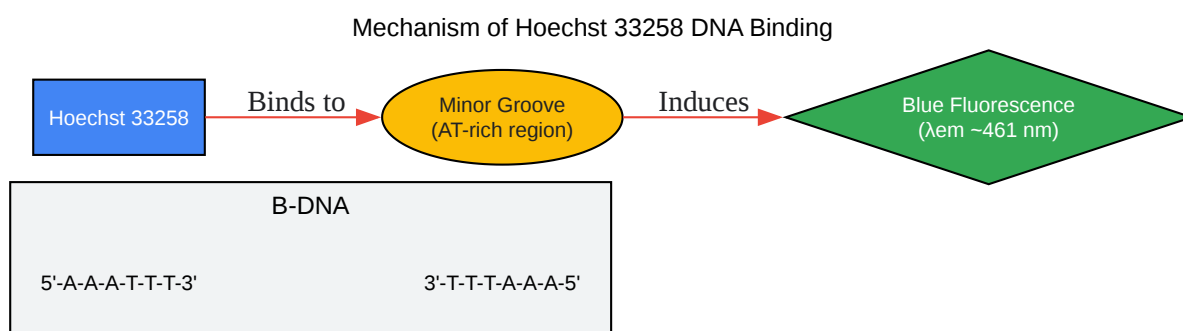 Mechanism of Hoechst 33258 DNA Binding
Hoechst 33258
Binds to
Minor Groove
(AT-rich region)
Induces
Blue Fluorescence
(λem ~461 nm)
B-DNA
5'-A-A-A-T-T-T-3'
3'-T-T-T-A-A-A-5'